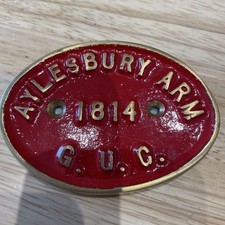 AYLESBURY ARM
1814
G. U. C.